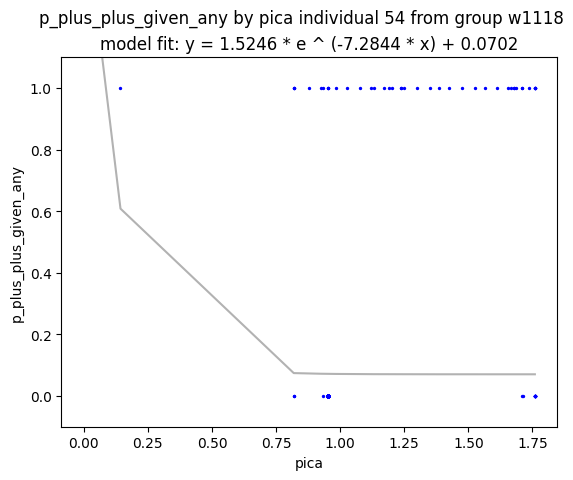 p_plus_plus_given_any by pica individual 54 from group w1118
model fit: y = 1.5246 * e ^ (-7.2844 * x) + 0.0702
1.0
0.8
0.6
0.4
0.2
0.0
p_plus_plus_given_any
0.00 0.25 0.50 0.75 1.00 1.25 1.50 1.75
pica